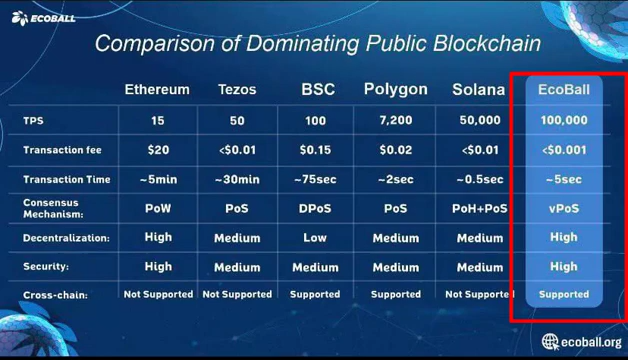 ECOBALL
Comparison of Dominating Public Blockchain
Ethereum Tezos BSC Polygon Solana EcoBall
TPS 15 50 100 7,200 50,000 100,000
Transaction fee $20 <$0.01 $0.15 $0.02 <$0.01 <$0.001
Transaction Time ~5min ~30min ~75sec ~2sec ~0.5sec ~5sec
Consensus
Mechanism: PoW PoS DPoS PoS PoH+PoS vPoS
Decentralization: High Medium Low Medium Medium High
Security: High Medium Medium Medium Medium High
Cross-chain: Not Supported Not Supported Supported Supported Not Supported Supported
ecoball.org